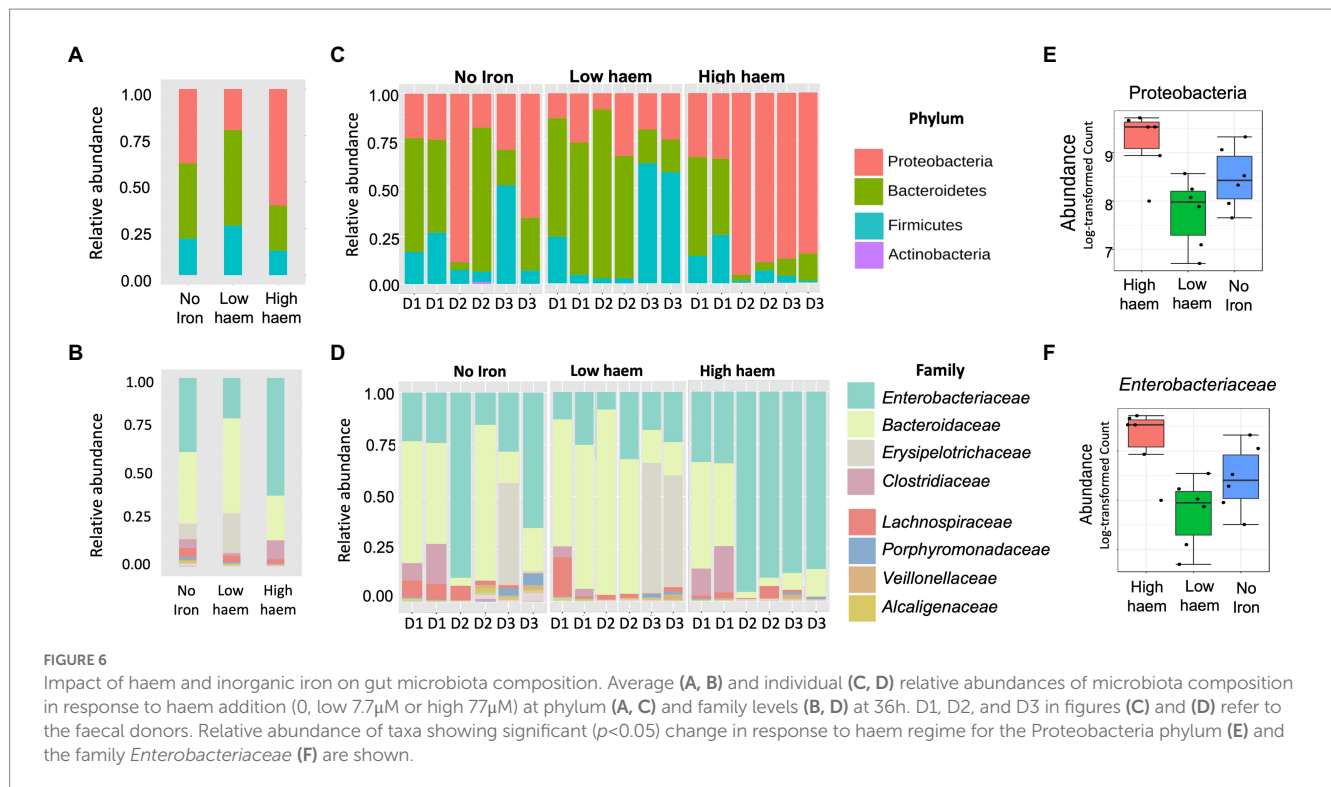 A
1.00
0.75
0.50
0.25
0.00
Relative abundance
No Iron
Low haem
High haem
B
1.00
0.75
0.50
0.25
0.00
Relative abundance
No Iron
Low haem
High haem
C
No Iron Low haem High haem
1.00
0.75
0.50
0.25
0.00
Relative abundance
D1 D1 D2 D2 D3 D3 D1 D1 D2 D2 D3 D3 D1 D1 D2 D2 D3 D3
Phylum
Proteobacteria
Bacteroidetes
Firmicutes
Actinobacteria
D
No Iron Low haem High haem
1.00
0.75
0.50
0.25
0.00
Relative abundance
D1 D1 D2 D2 D3 D3 D1 D1 D2 D2 D3 D3 D1 D1 D2 D2 D3 D3
Family
Enterobacteriaceae
Bacteroidaceae
Erysipelotrichaceae
Clostridiaceae
Lachnospiraceae
Porphyromonadaceae
Veillonellaceae
Alcaligenaceae
E
Proteobacteria
Abundance
Log-transformed Count
9
8
7
High haem
Low haem
No Iron
F
Enterobacteriaceae
Abundance
Log-transformed Count
High haem
Low haem
No Iron
FIGURE 6
Impact of haem and inorganic iron on gut microbiota composition. Average (A, B) and individual (C, D) relative abundances of microbiota composition
in response to haem addition (0, low 7.7μM or high 77μM) at phylum (A, C) and family levels (B, D) at 36h. D1, D2, and D3 in figures (C) and (D) refer to
the faecal donors. Relative abundance of taxa showing significant (p<0.05) change in response to haem regime for the Proteobacteria phylum (E) and
the family Enterobacteriaceae (F) are shown.